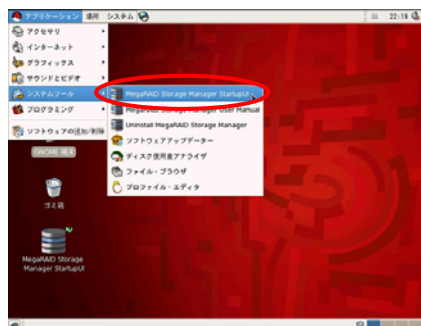 アプリケーション 場所 システム
22:19
アクセサリ
インターネット
グラフィックス
サウンドとビデオ
システムツール
プログラミング
ソフトウェアの追加/削除
MegaRAID Storage Manager StartupUI
MegaRAID Storage Manager User Manual
Uninstall MegaRAID Storage Manager
ソフトウェアアップデーター
ディスク使用量アナライザ
ファイル・ブラウザ
プロファイル・エディタ
ゴミ箱
MegaRAID Storage
Manager StartupUI